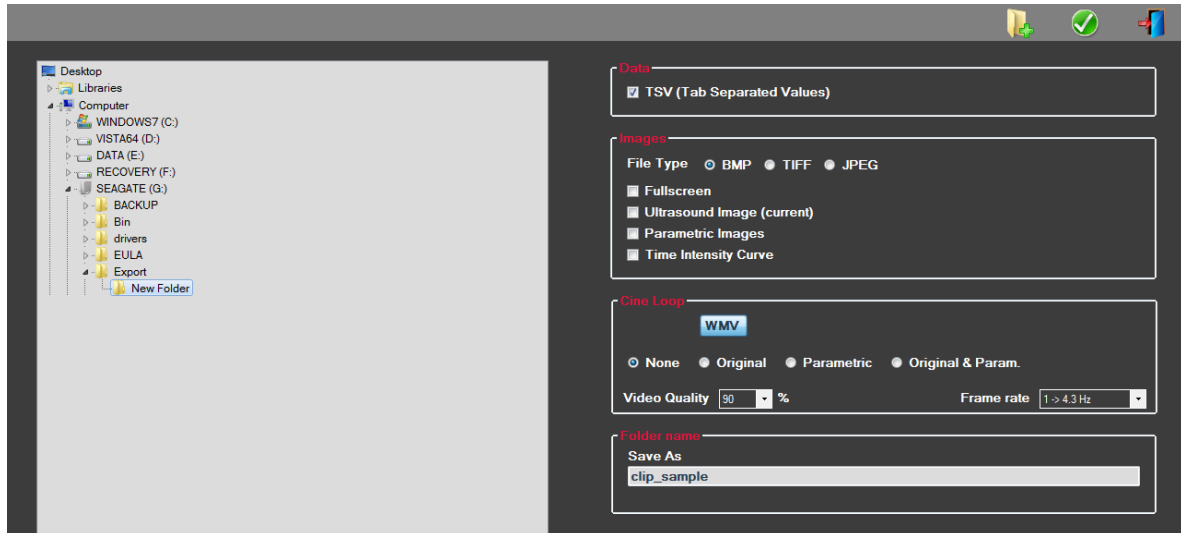 Desktop
Libraries
Computer
WINDOWS7 (C:)
VISTA64 (D:)
DATA (E:)
RECOVERY (F:)
SEAGATE (G:)
BACKUP
Bin
drivers
EULA
Export
New Folder
Data
TSV (Tab Separated Values)
Images
File Type BMP TIFF JPEG
Fullscreen
Ultrasound Image (current)
Parametric Images
Time Intensity Curve
Cine Loop
WMV
None Original Parametric Original & Param.
Video Quality 90 % Frame rate 1 -> 4.3 Hz
Folder name
Save As
clip_sample